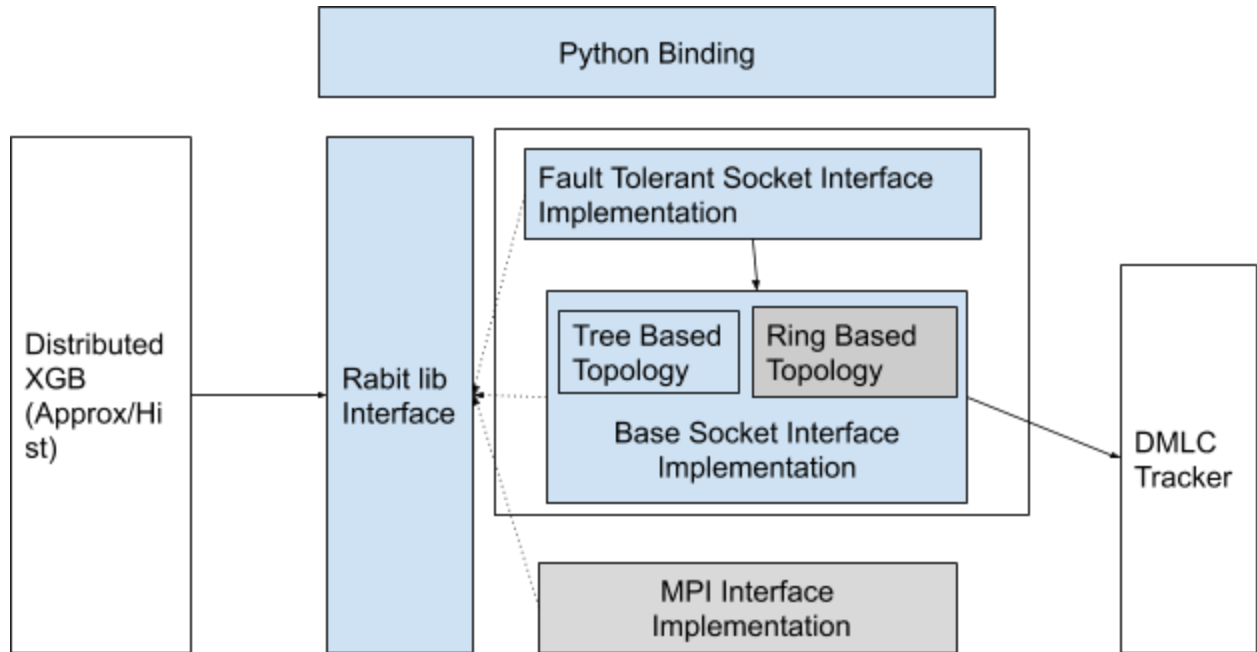 Python Binding
Fault Tolerant Socket Interface
Implementation
Distributed
XGB
(Approx/Hi
st)
Rabit lib
Interface
Tree Based
Topology
Ring Based
Topology
Base Socket Interface
Implementation
DMLC
Tracker
MPI Interface
Implementation